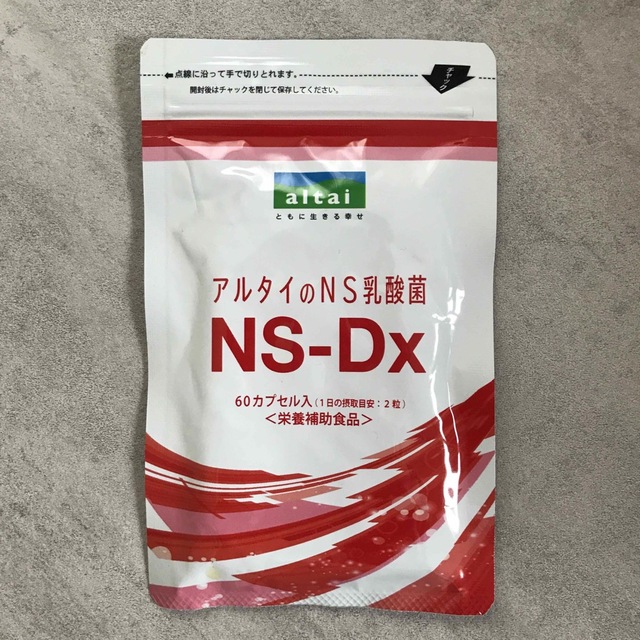 点線に沿って手で切りとれます。
開封後はチャックを閉じて保存してください。
チャック
altai
ともに生きる幸せ
アルタイのNS乳酸菌
NS-Dx
60カプセル入(1日の摂取目安:2粒)
<栄養補助食品>